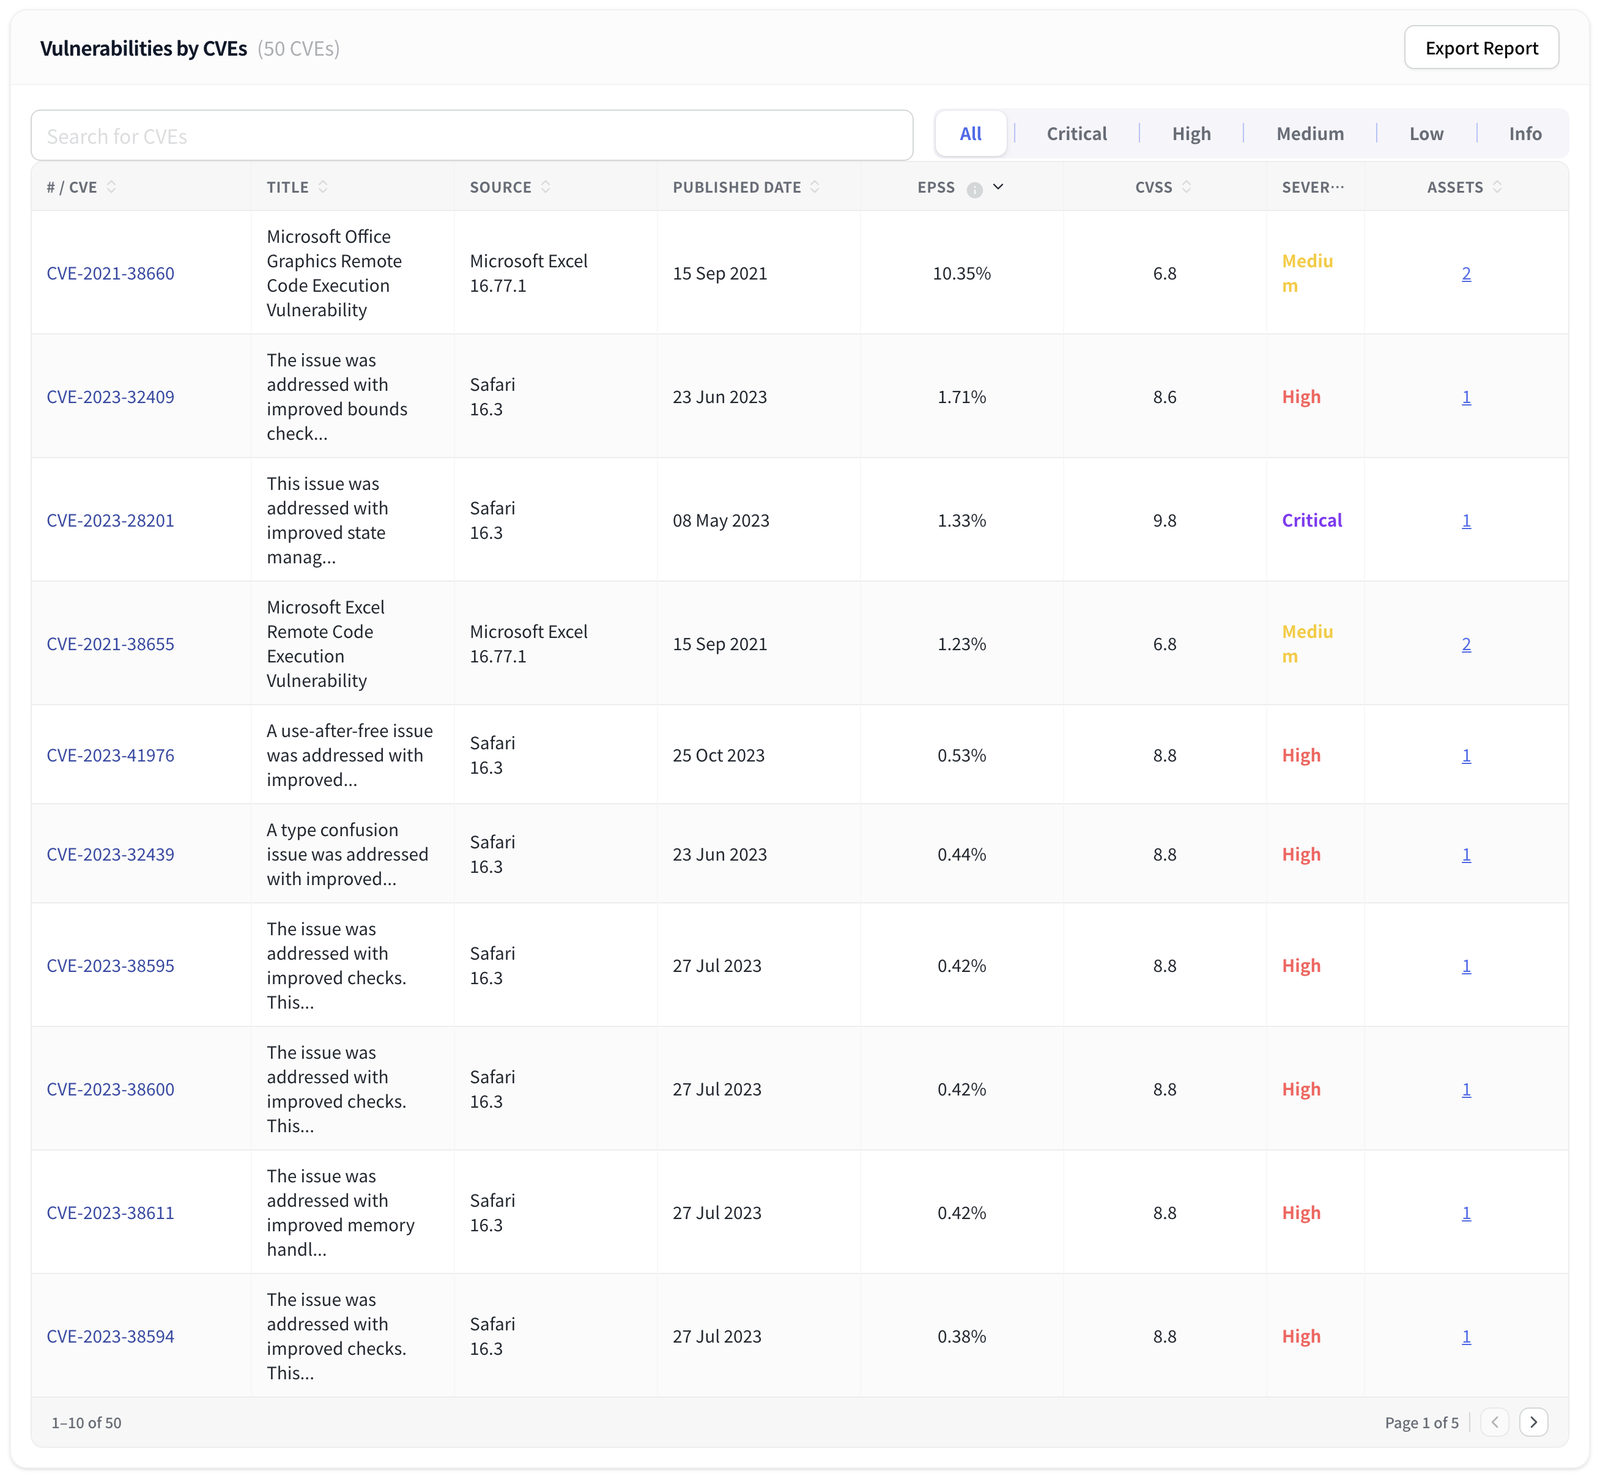 Vulnerabilities by CVEs (50 CVEs)
Export Report
Search for CVEs
All
Critical
High
Medium
Low
Info
# / CVE
TITLE
SOURCE
PUBLISHED DATE
EPSS
CVSS
SEVER···
ASSETS
CVE-2021-38660
Microsoft Office
Graphics Remote
Code Execution
Vulnerability
Microsoft Excel
16.77.1
15 Sep 2021
10.35%
6.8
Mediu
m
2
CVE-2023-32409
The issue was
addressed with
improved bounds
check...
Safari
16.3
23 Jun 2023
1.71%
8.6
High
1
CVE-2023-28201
This issue was
addressed with
improved state
manag...
Safari
16.3
08 May 2023
1.33%
9.8
Critical
1
CVE-2021-38655
Microsoft Excel
Remote Code
Execution
Vulnerability
Microsoft Excel
16.77.1
15 Sep 2021
1.23%
6.8
Mediu
m
2
CVE-2023-41976
A use-after-free issue
was addressed with
improved...
Safari
16.3
25 Oct 2023
0.53%
8.8
High
1
CVE-2023-32439
A type confusion
issue was addressed
with improved...
Safari
16.3
23 Jun 2023
0.44%
8.8
High
1
CVE-2023-38595
The issue was
addressed with
improved checks.
This...
Safari
16.3
27 Jul 2023
0.42%
8.8
High
1
CVE-2023-38600
The issue was
addressed with
improved checks.
This...
Safari
16.3
27 Jul 2023
0.42%
8.8
High
1
CVE-2023-38611
The issue was
addressed with
improved memory
handl...
Safari
16.3
27 Jul 2023
0.42%
8.8
High
1
CVE-2023-38594
The issue was
addressed with
improved checks.
This...
Safari
16.3
27 Jul 2023
0.38%
8.8
High
1
1–10 of 50
Page 1 of 5